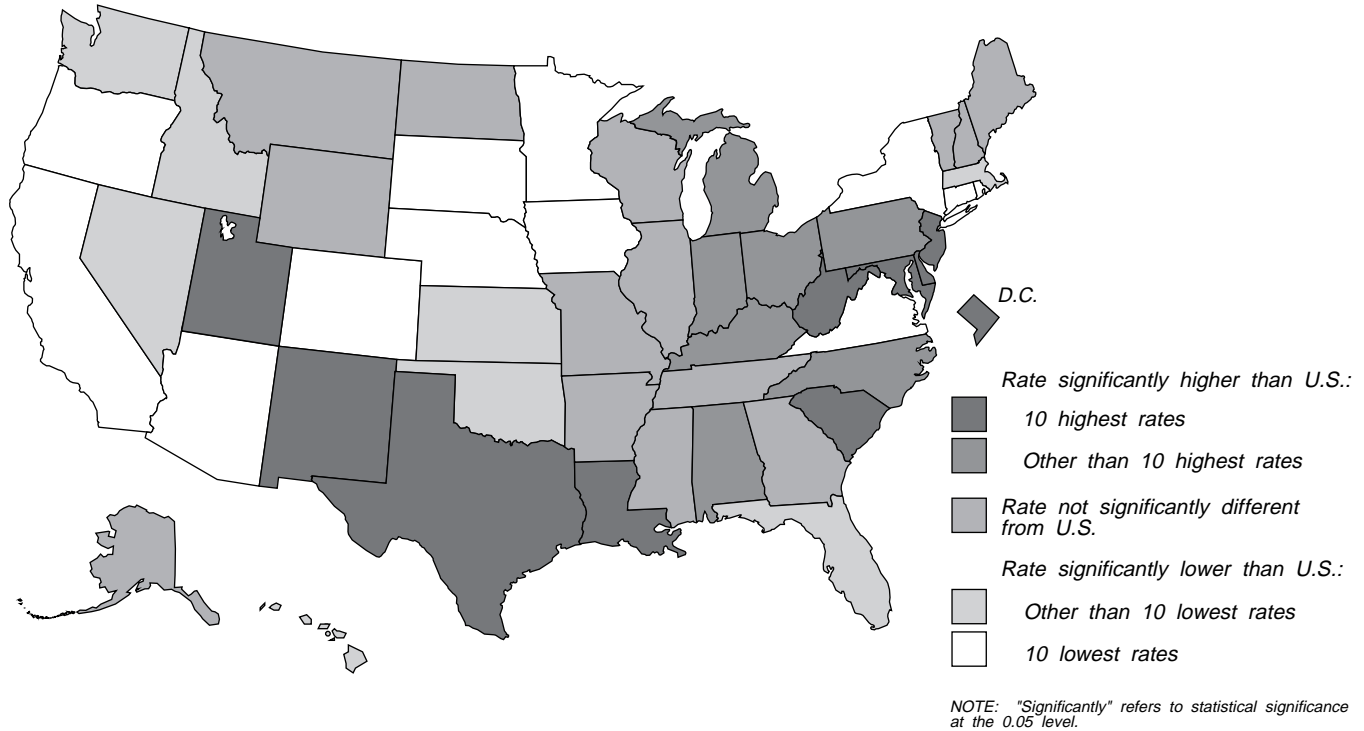 D.C.
Rate significantly higher than U.S.:
10 highest rates
Other than 10 highest rates
Rate not significantly different
from U.S.
Rate significantly lower than U.S.:
Other than 10 lowest rates
10 lowest rates
NOTE: "Significantly" refers to statistical significance
at the 0.05 level.